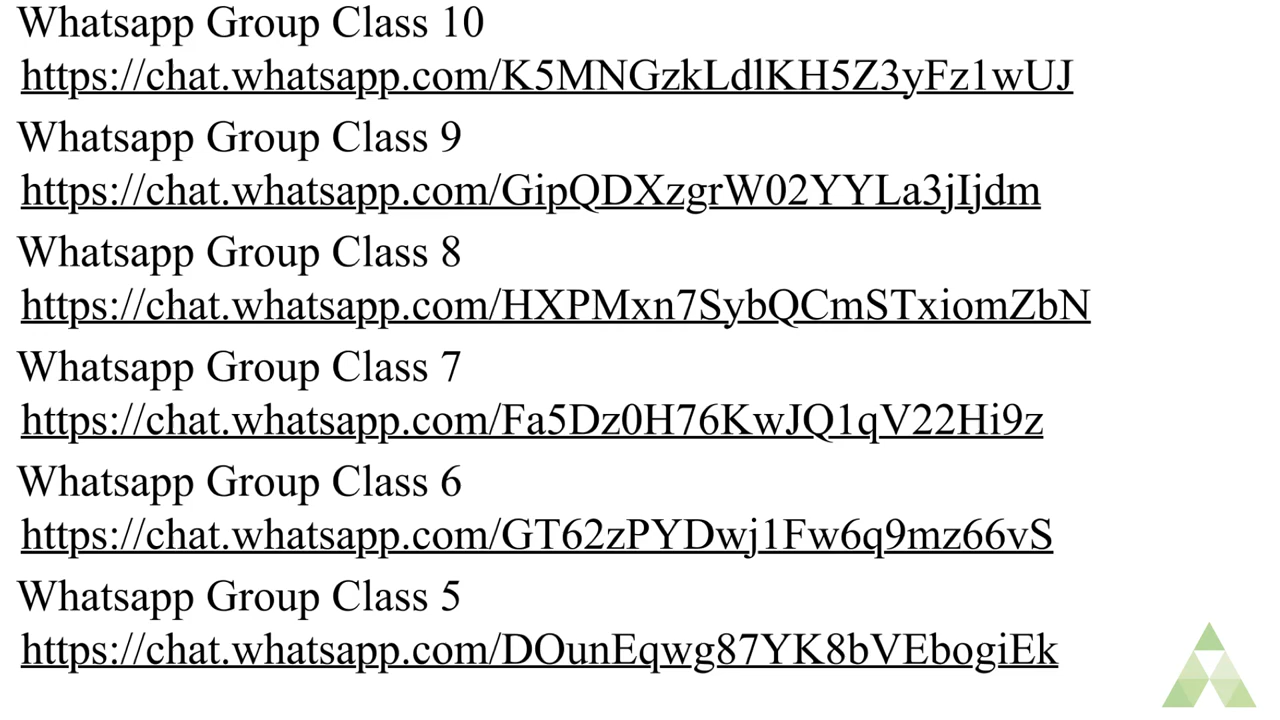 Whatsapp Group Class 10
https://chat.whatsapp.com/K5MNGzkLdlKH5Z3yFz1wUJ
Whatsapp Group Class 9
https://chat.whatsapp.com/GipQDXzgrW02YYLa3jIjdm
Whatsapp Group Class 8
https://chat.whatsapp.com/HXPMxn7SybQCmSTxiomZbN
Whatsapp Group Class 7
https://chat.whatsapp.com/Fa5Dz0H76KwJQ1qV22Hi9z
Whatsapp Group Class 6
https://chat.whatsapp.com/GT62zPYDwj1Fw6q9mz66vS
Whatsapp Group Class 5
https://chat.whatsapp.com/DOunEqwg87YK8bVEbogiEk